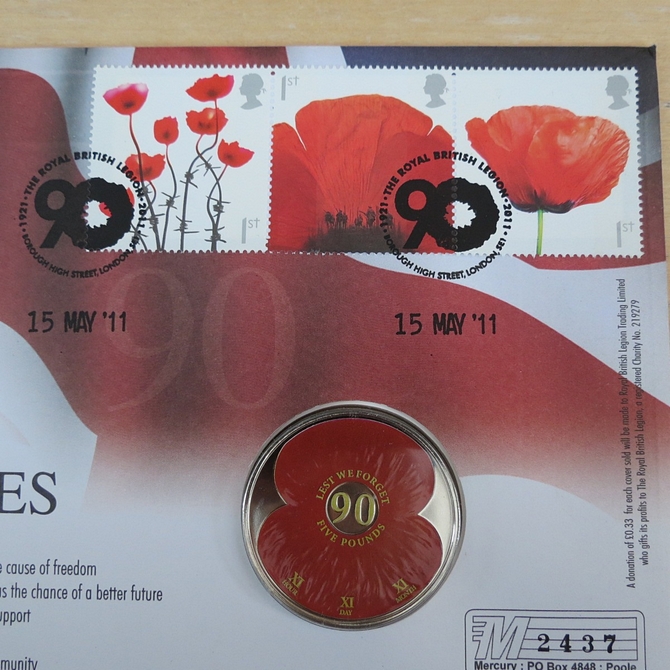 1st
1st
1st
·THE ROYAL BRITISH LEGION·
1921
90
2011
BOROUGH HIGH STREET, LONDON, SE1
15 MAY '11
·THE ROYAL BRITISH LEGION·
1921
90
2011
BOROUGH HIGH STREET, LONDON, SE1
15 MAY '11
90
ES
cause of freedom
the chance of a better future
upport
munity
LEST WE FORGET
90
FIVE POUNDS
XI HOUR
XI DAY
XI MONTH
A donation of £0.33 for each cover sold will be made to Royal British Legion Trading Limited
who gifts its profits to The Royal British Legion, a registered Charity No. 219279
M 2437
Mercury : PO Box 4848 : Poole